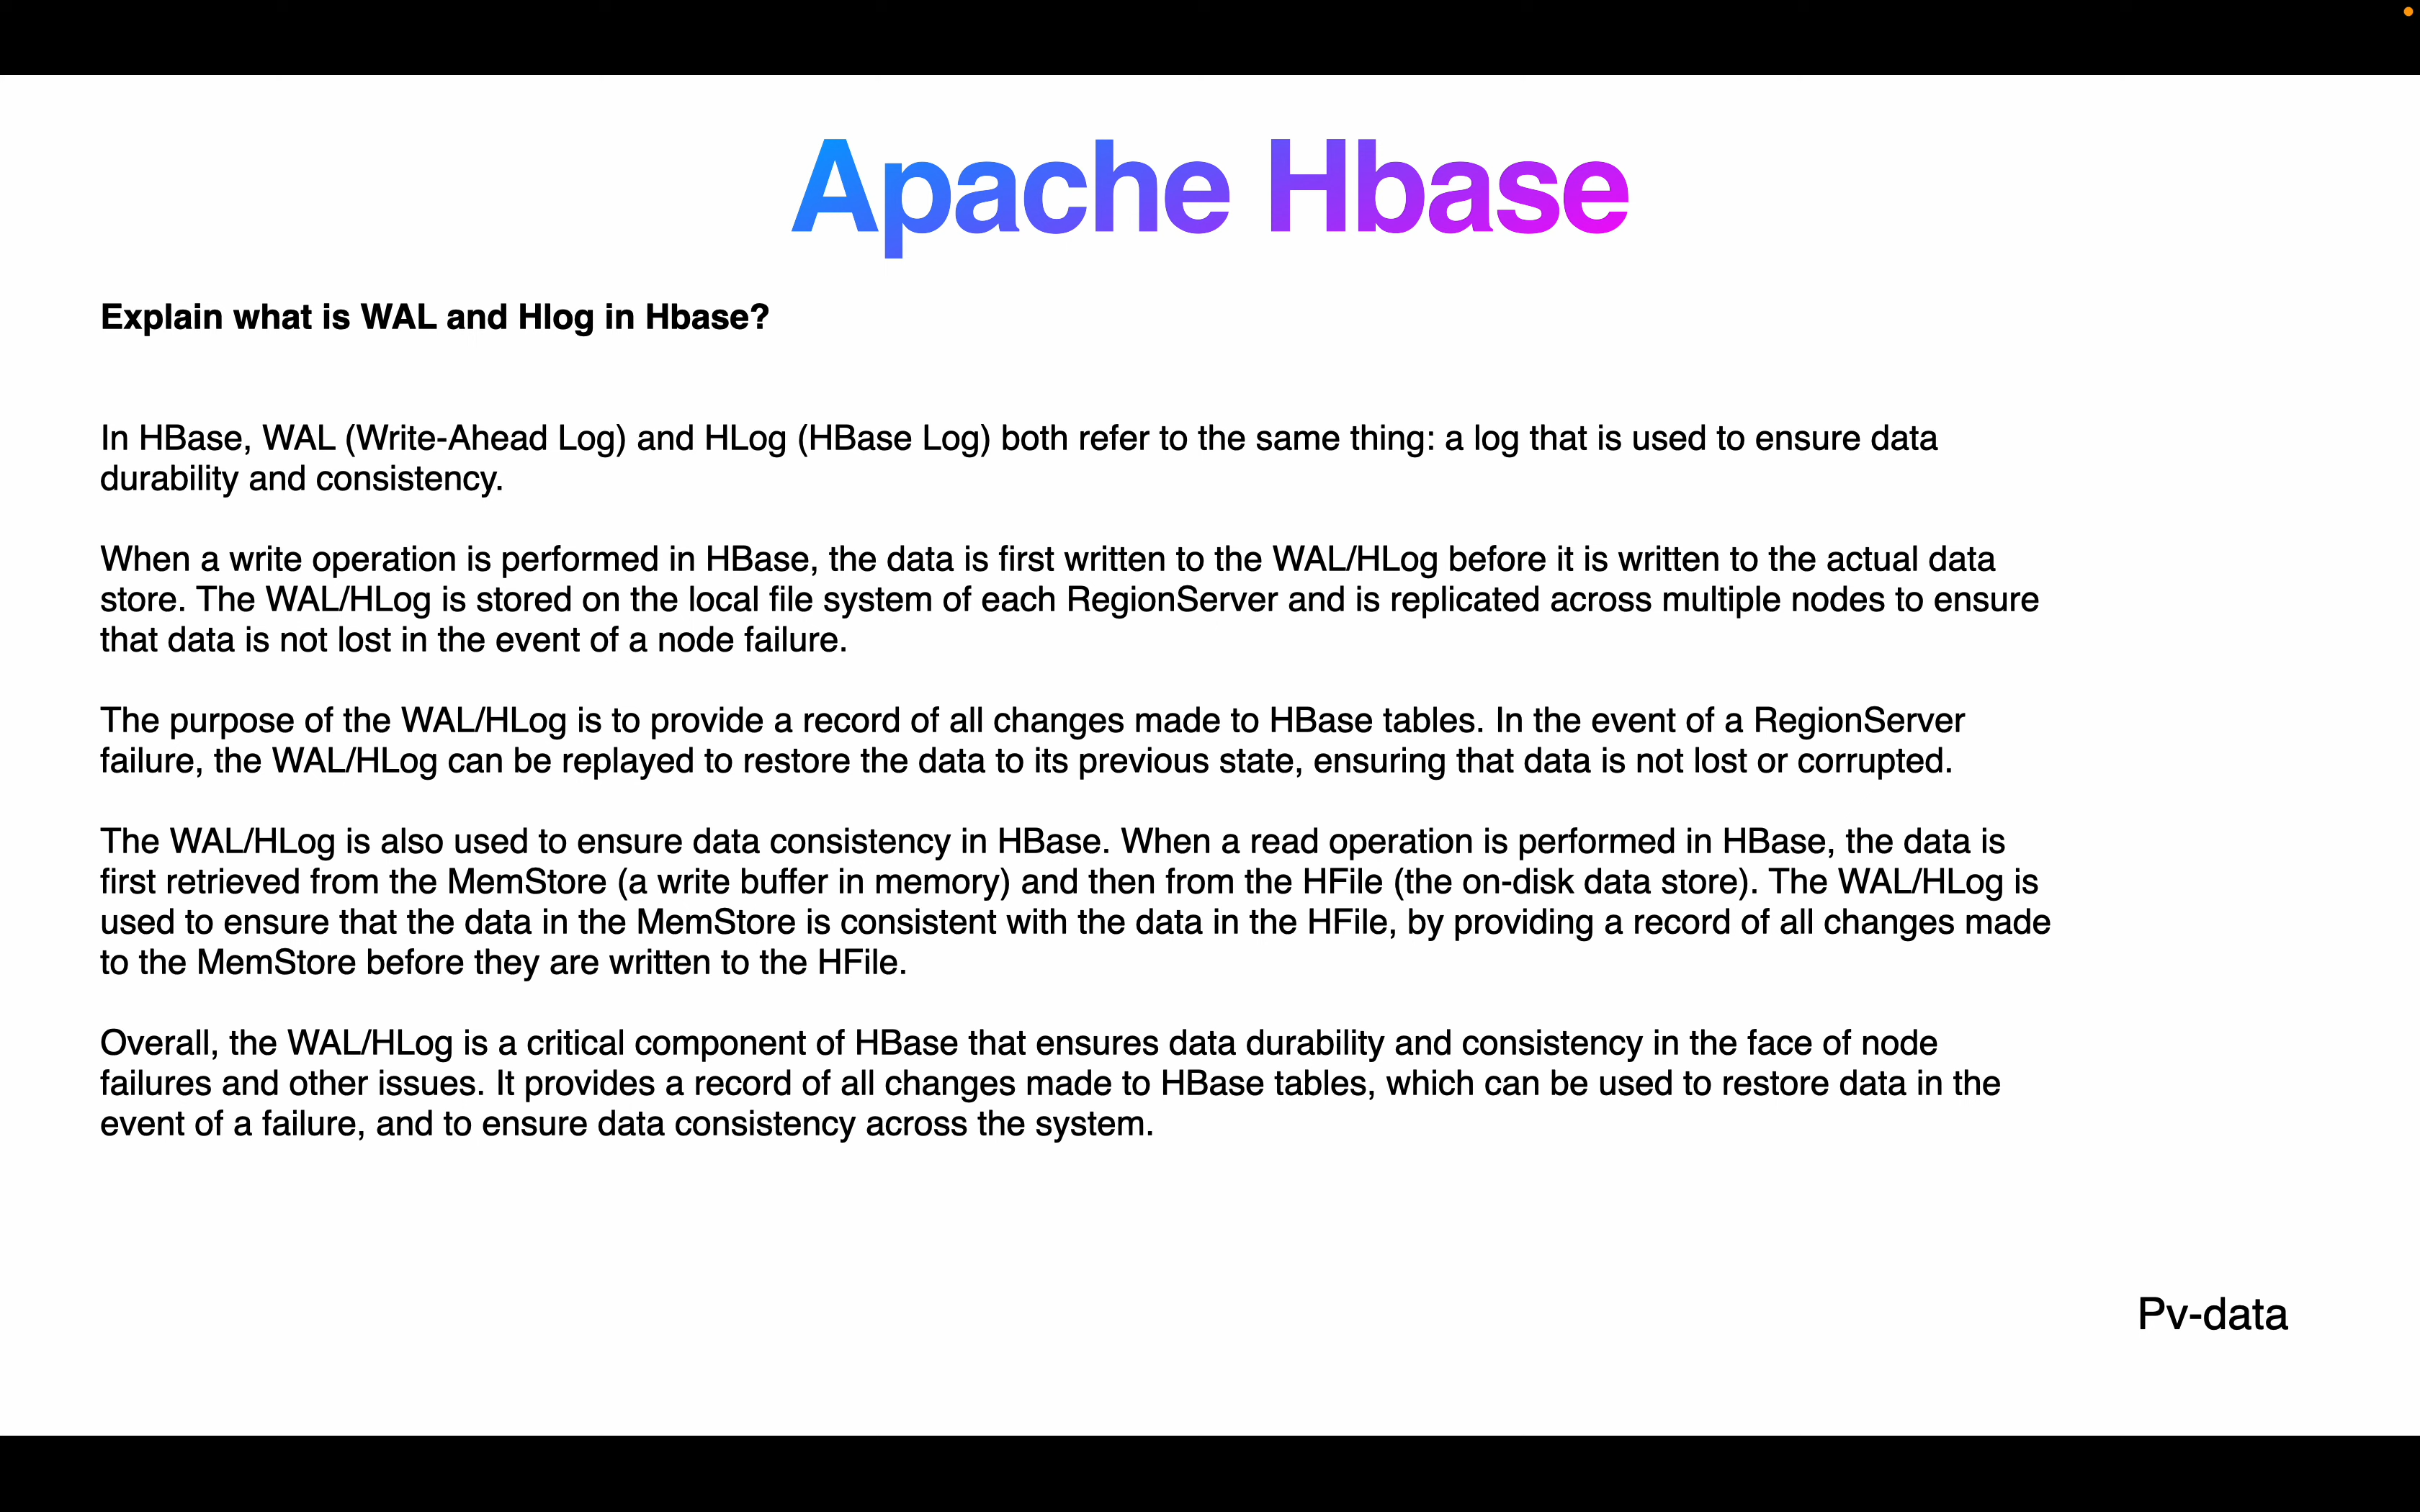 Apache Hbase
Explain what is WAL and Hlog in Hbase?
In HBase, WAL (Write-Ahead Log) and HLog (HBase Log) both refer to the same thing: a log that is used to ensure data
durability and consistency.
When a write operation is performed in HBase, the data is first written to the WAL/HLog before it is written to the actual data
store. The WAL/HLog is stored on the local file system of each RegionServer and is replicated across multiple nodes to ensure
that data is not lost in the event of a node failure.
The purpose of the WAL/HLog is to provide a record of all changes made to HBase tables. In the event of a RegionServer
failure, the WAL/HLog can be replayed to restore the data to its previous state, ensuring that data is not lost or corrupted.
The WAL/HLog is also used to ensure data consistency in HBase. When a read operation is performed in HBase, the data is
first retrieved from the MemStore (a write buffer in memory) and then from the HFile (the on-disk data store). The WAL/HLog is
used to ensure that the data in the MemStore is consistent with the data in the HFile, by providing a record of all changes made
to the MemStore before they are written to the HFile.
Overall, the WAL/HLog is a critical component of HBase that ensures data durability and consistency in the face of node
failures and other issues. It provides a record of all changes made to HBase tables, which can be used to restore data in the
event of a failure, and to ensure data consistency across the system.
Pv-data